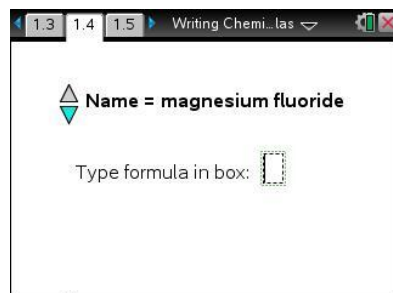 1.3 1.4 1.5 Writing Chemi...las
Name = magnesium fluoride
Type formula in box: